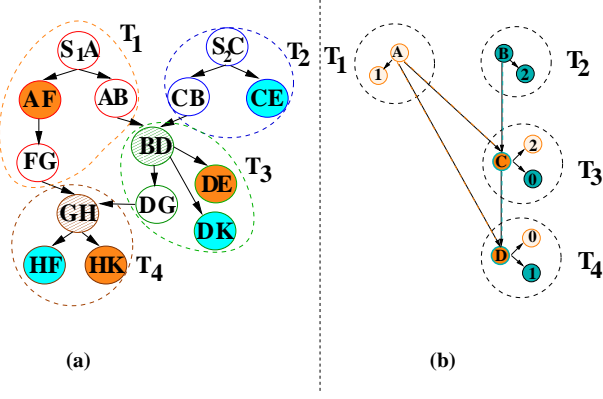 T1
S1A
AF
AB
FG
S2C
T2
CB
CE
BD
T3
DE
DG
DK
GH
HF
HK
T4
(a)
T1
A
1
B
2
T2
C
2
0
T3
D
0
1
T4
(b)